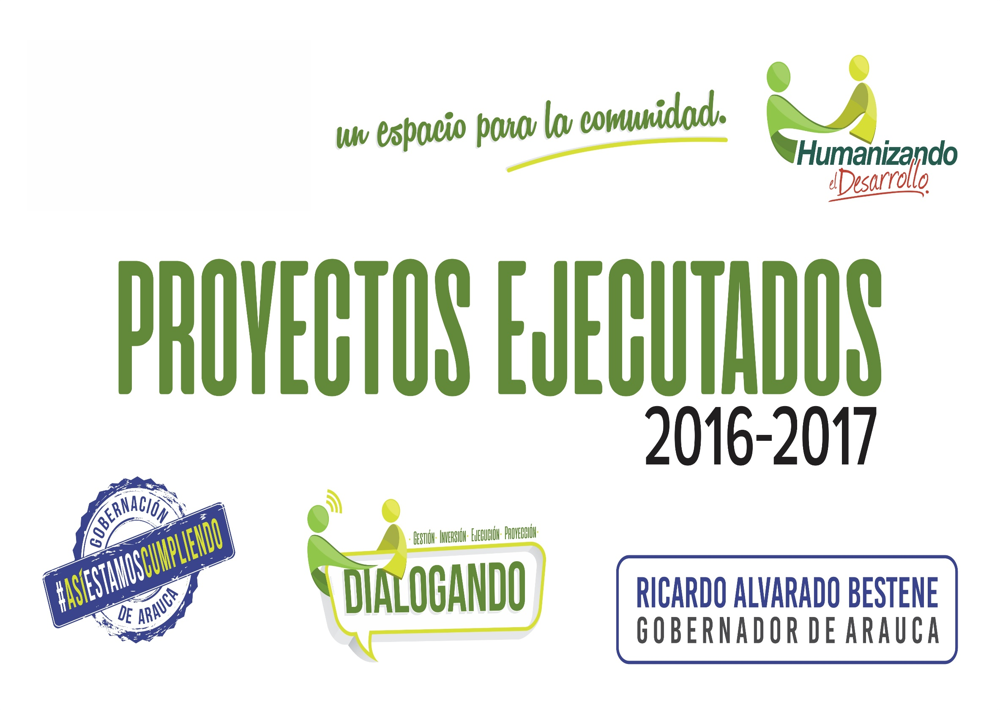 un espacio para la comunidad.
Humanizando
el Desarrollo
PROYECTOS EJECUTADOS
2016-2017
GOBERNACIÓN
#ASÍESTAMOSCUMPLIENDO
DE ARAUCA
· GESTIÓN · INVERSIÓN · EJECUCIÓN · PROYECCIÓN ·
DIALOGANDO
RICARDO ALVARADO BESTENE
GOBERNADOR DE ARAUCA